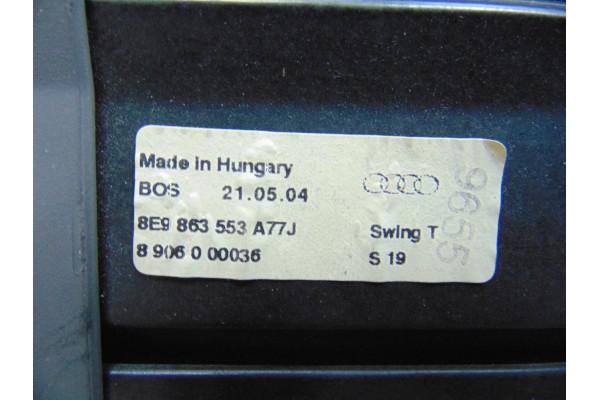 Made in Hungary
BOS 21.05.04
8E9 863 553 A77J Swing T
8 906 0 00036 S 19
9655